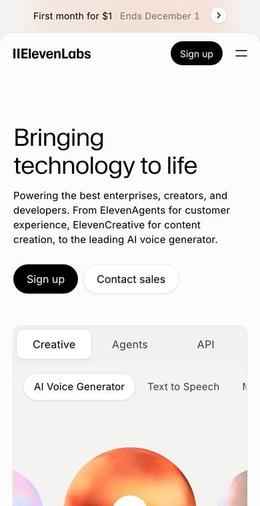 First month for $1 Ends December 1
IIElevenLabs
Sign up
Bringing
technology to life
Powering the best enterprises, creators, and
developers. From ElevenAgents for customer
experience, ElevenCreative for content
creation, to the leading AI voice generator.
Sign up
Contact sales
Creative
Agents
API
AI Voice Generator
Text to Speech